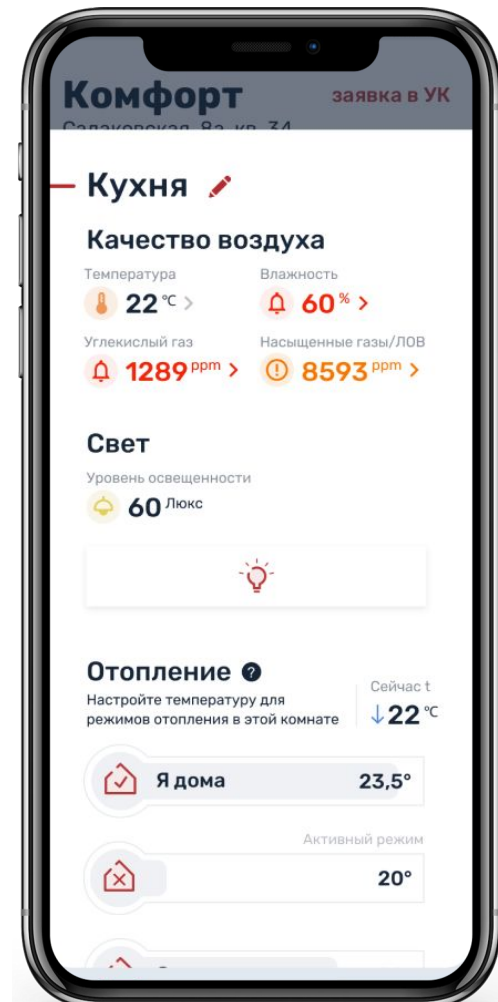 Комфорт
заявка в УК
кв. 34
Кухня
Качество воздуха
Температура
Влажность
22 °C >
60 % >
Углекислый газ
Насыщенные газы/ЛОВ
1289 ppm >
8593 ppm >
Свет
Уровень освещенности
60 Люкс
Отопление ?
Сейчас t
Настройте температуру для
режимов отопления в этой комнате
↓22 °C
Я дома
23,5°
Активный режим
20°